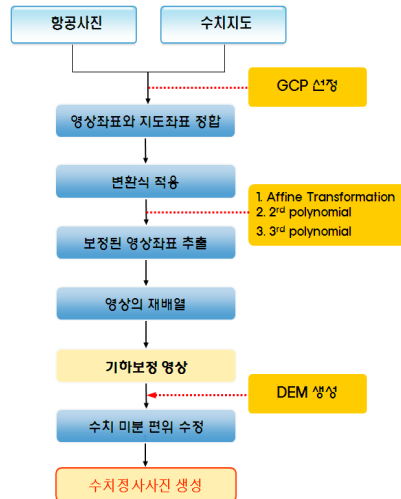 항공사진
수치지도
GCP 선정
영상좌표와 지도좌표 정합
변환식 적용
1. Affine Transformation
2. 2rd polynomial
3. 3rd polynomial
보정된 영상좌표 추출
영상의 재배열
기하보정 영상
DEM 생성
수치 미분 편위 수정
수치정사사진 생성